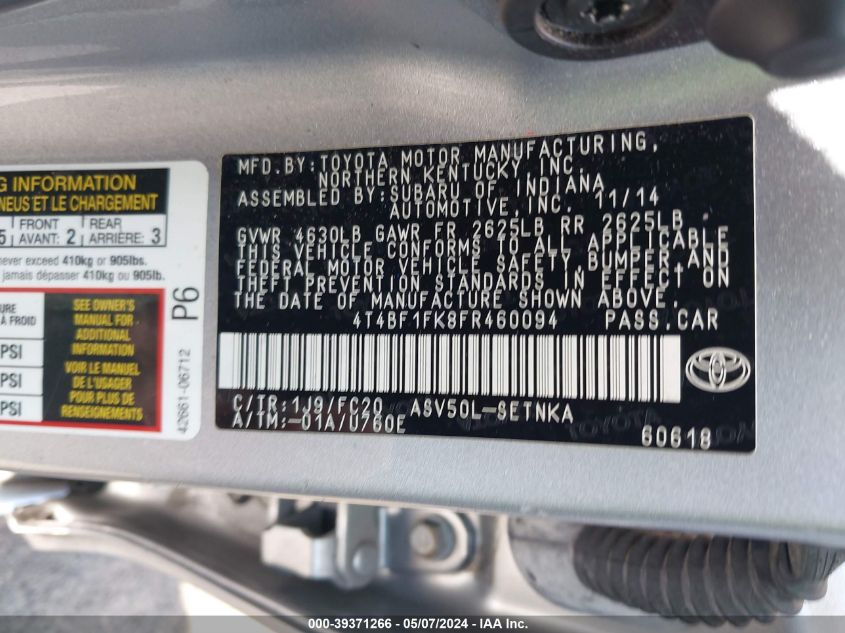 G INFORMATION
NEUS ET LE CHARGEMENT
5 FRONT AVANT: 2 REAR ARRIÈRE: 3
never exceed 410kg or 905lbs.
jamais dépasser 410kg ou 905lb.
SEE OWNER'S
MANUAL FOR
ADDITIONAL
INFORMATION
VOIR LE MANUEL
DE L'USAGER
POUR PLUS DE
RENSEIGNEMENTS
URE
À FROID
PSI
PSI
PSI
P6
42661-06712
MFD.BY:TOYOTA MOTOR MANUFACTURING,
NORTHERN KENTUCKY, INC.
ASSEMBLED BY:SUBARU OF INDIANA
AUTOMOTIVE,INC. 11/14
GVWR 4630LB GAWR FR 2625LB RR 2625LB
THIS VEHICLE CONFORMS TO ALL APPLICABLE
FEDERAL MOTOR VEHICLE SAFETY,BUMPER,AND
THEFT PREVENTION STANDARDS IN EFFECT ON
THE DATE OF MANUFACTURE SHOWN ABOVE.
4T4BF1FK8FR460094 PASS.CAR
C/TR:1J9/FC20 ASV50L-SETNKA
A/TM:-01A/U760E
60618
000-39371266 - 05/07/2024 - IAA Inc.